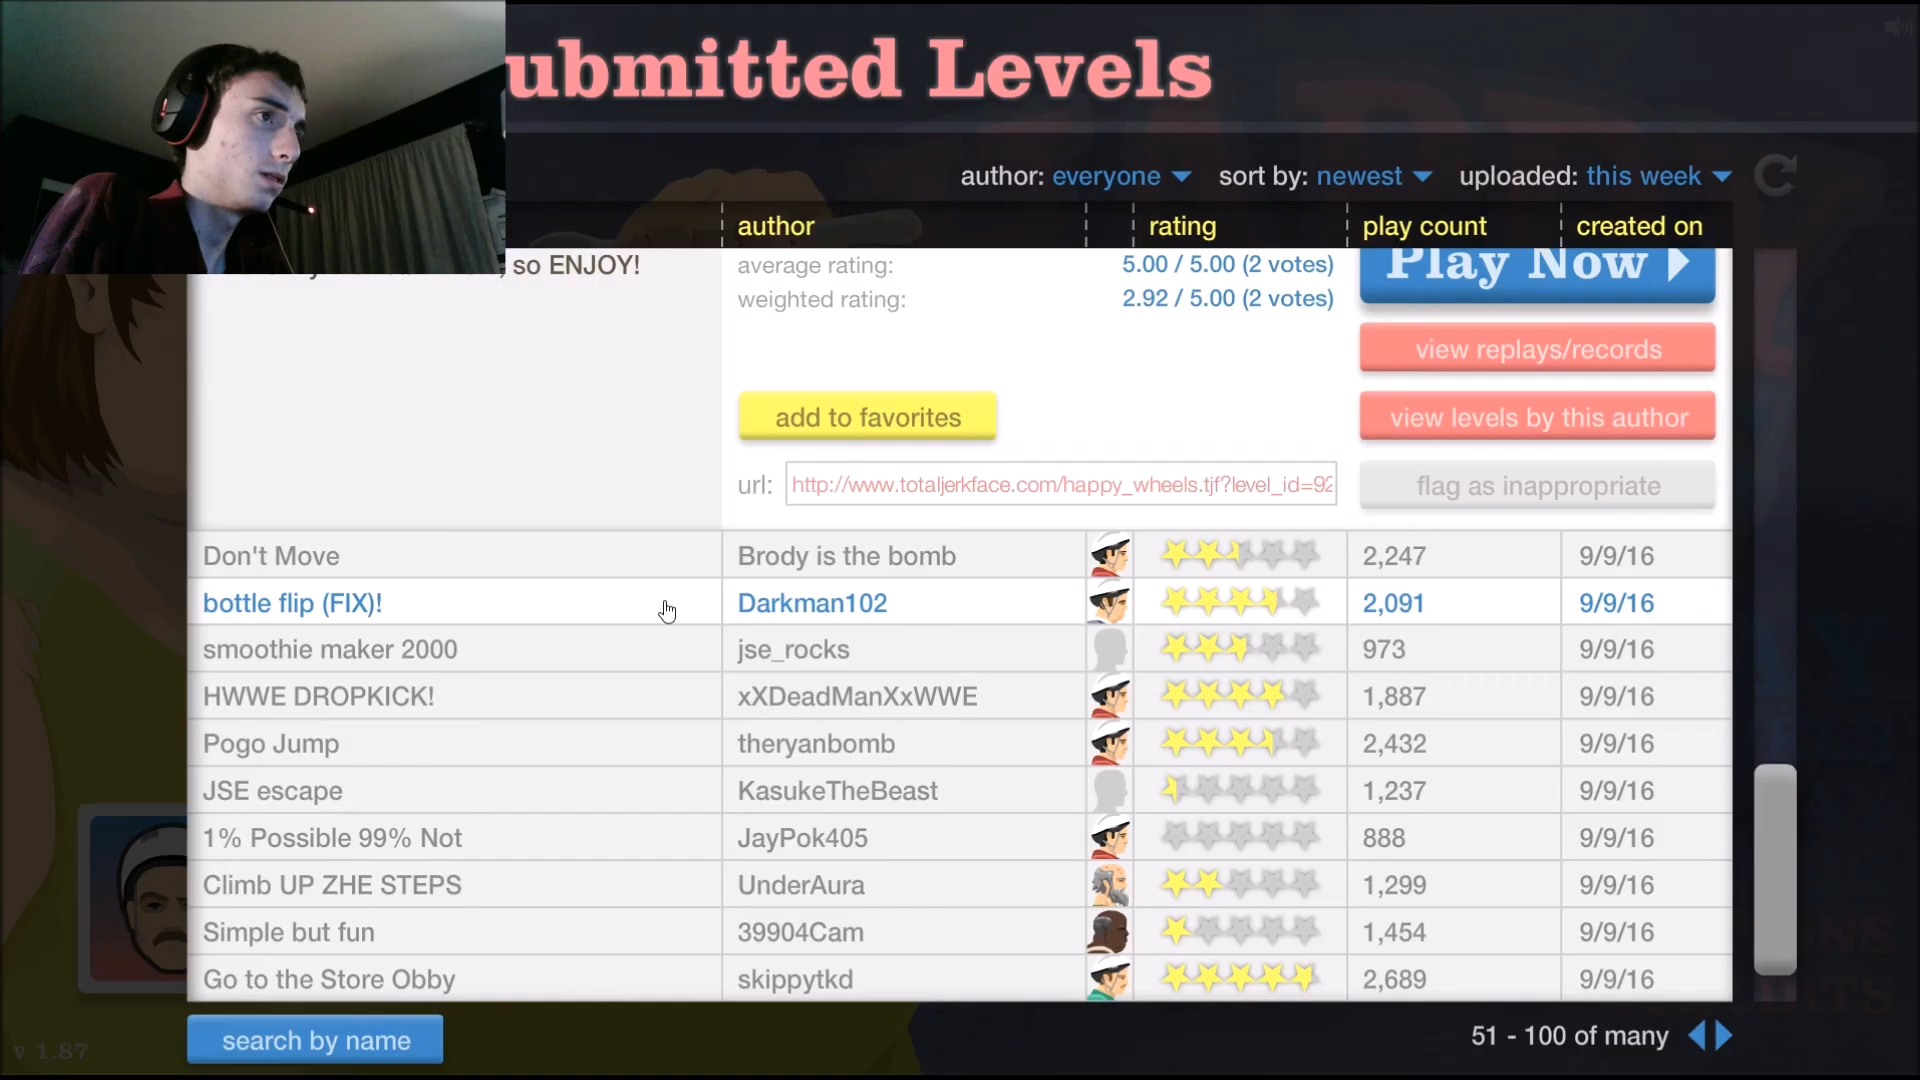 ubmitted Levels
author: everyone sort by: newest uploaded: this week
author rating play count created on
, so ENJOY!
average rating: 5.00 / 5.00 (2 votes)
weighted rating: 2.92 / 5.00 (2 votes)
Play Now
view replays/records
add to favorites
view levels by this author
url: http://www.totaljerkface.com/happy_wheels.tjf?level_id=92
flag as inappropriate
Don't Move Brody is the bomb 2,247 9/9/16
bottle flip (FIX)! Darkman102 2,091 9/9/16
smoothie maker 2000 jse_rocks 973 9/9/16
HWWE DROPKICK! xXDeadManXxWWE 1,887 9/9/16
Pogo Jump theryanbomb 2,432 9/9/16
JSE escape KasukeTheBeast 1,237 9/9/16
1% Possible 99% Not JayPok405 888 9/9/16
Climb UP ZHE STEPS UnderAura 1,299 9/9/16
Simple but fun 39904Cam 1,454 9/9/16
Go to the Store Obby skippytkd 2,689 9/9/16
search by name
51 - 100 of many
v 1.87